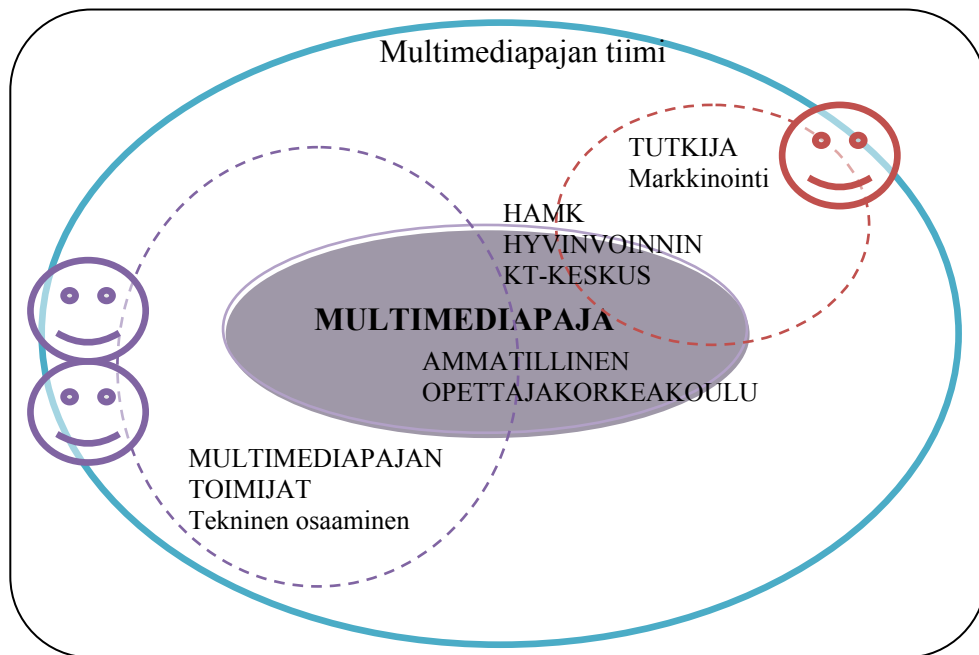 Multimediapajan tiimi
TUTKIJA
Markkinointi
HAMK
HYVINVOINNIN
KT-KESKUS
MULTIMEDIAPAJA
AMMATILLINEN
OPETTAJAKORKEAKOULU
MULTIMEDIAPAJAN
TOIMIJAT
Tekninen osaaminen